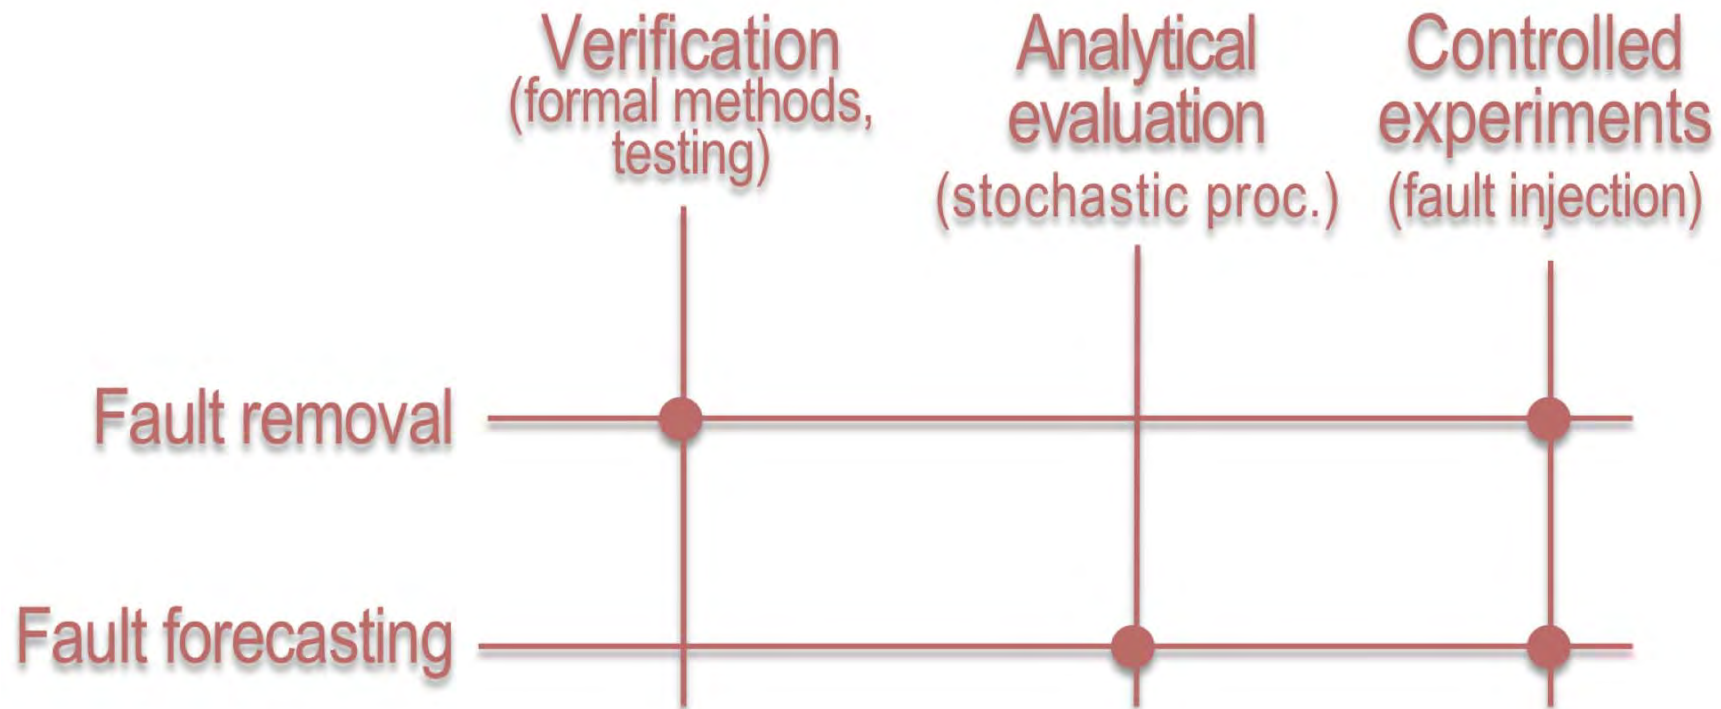 Verification
(formal methods,
testing)
Analytical
evaluation
(stochastic proc.)
Controlled
experiments
(fault injection)
Fault removal
Fault forecasting